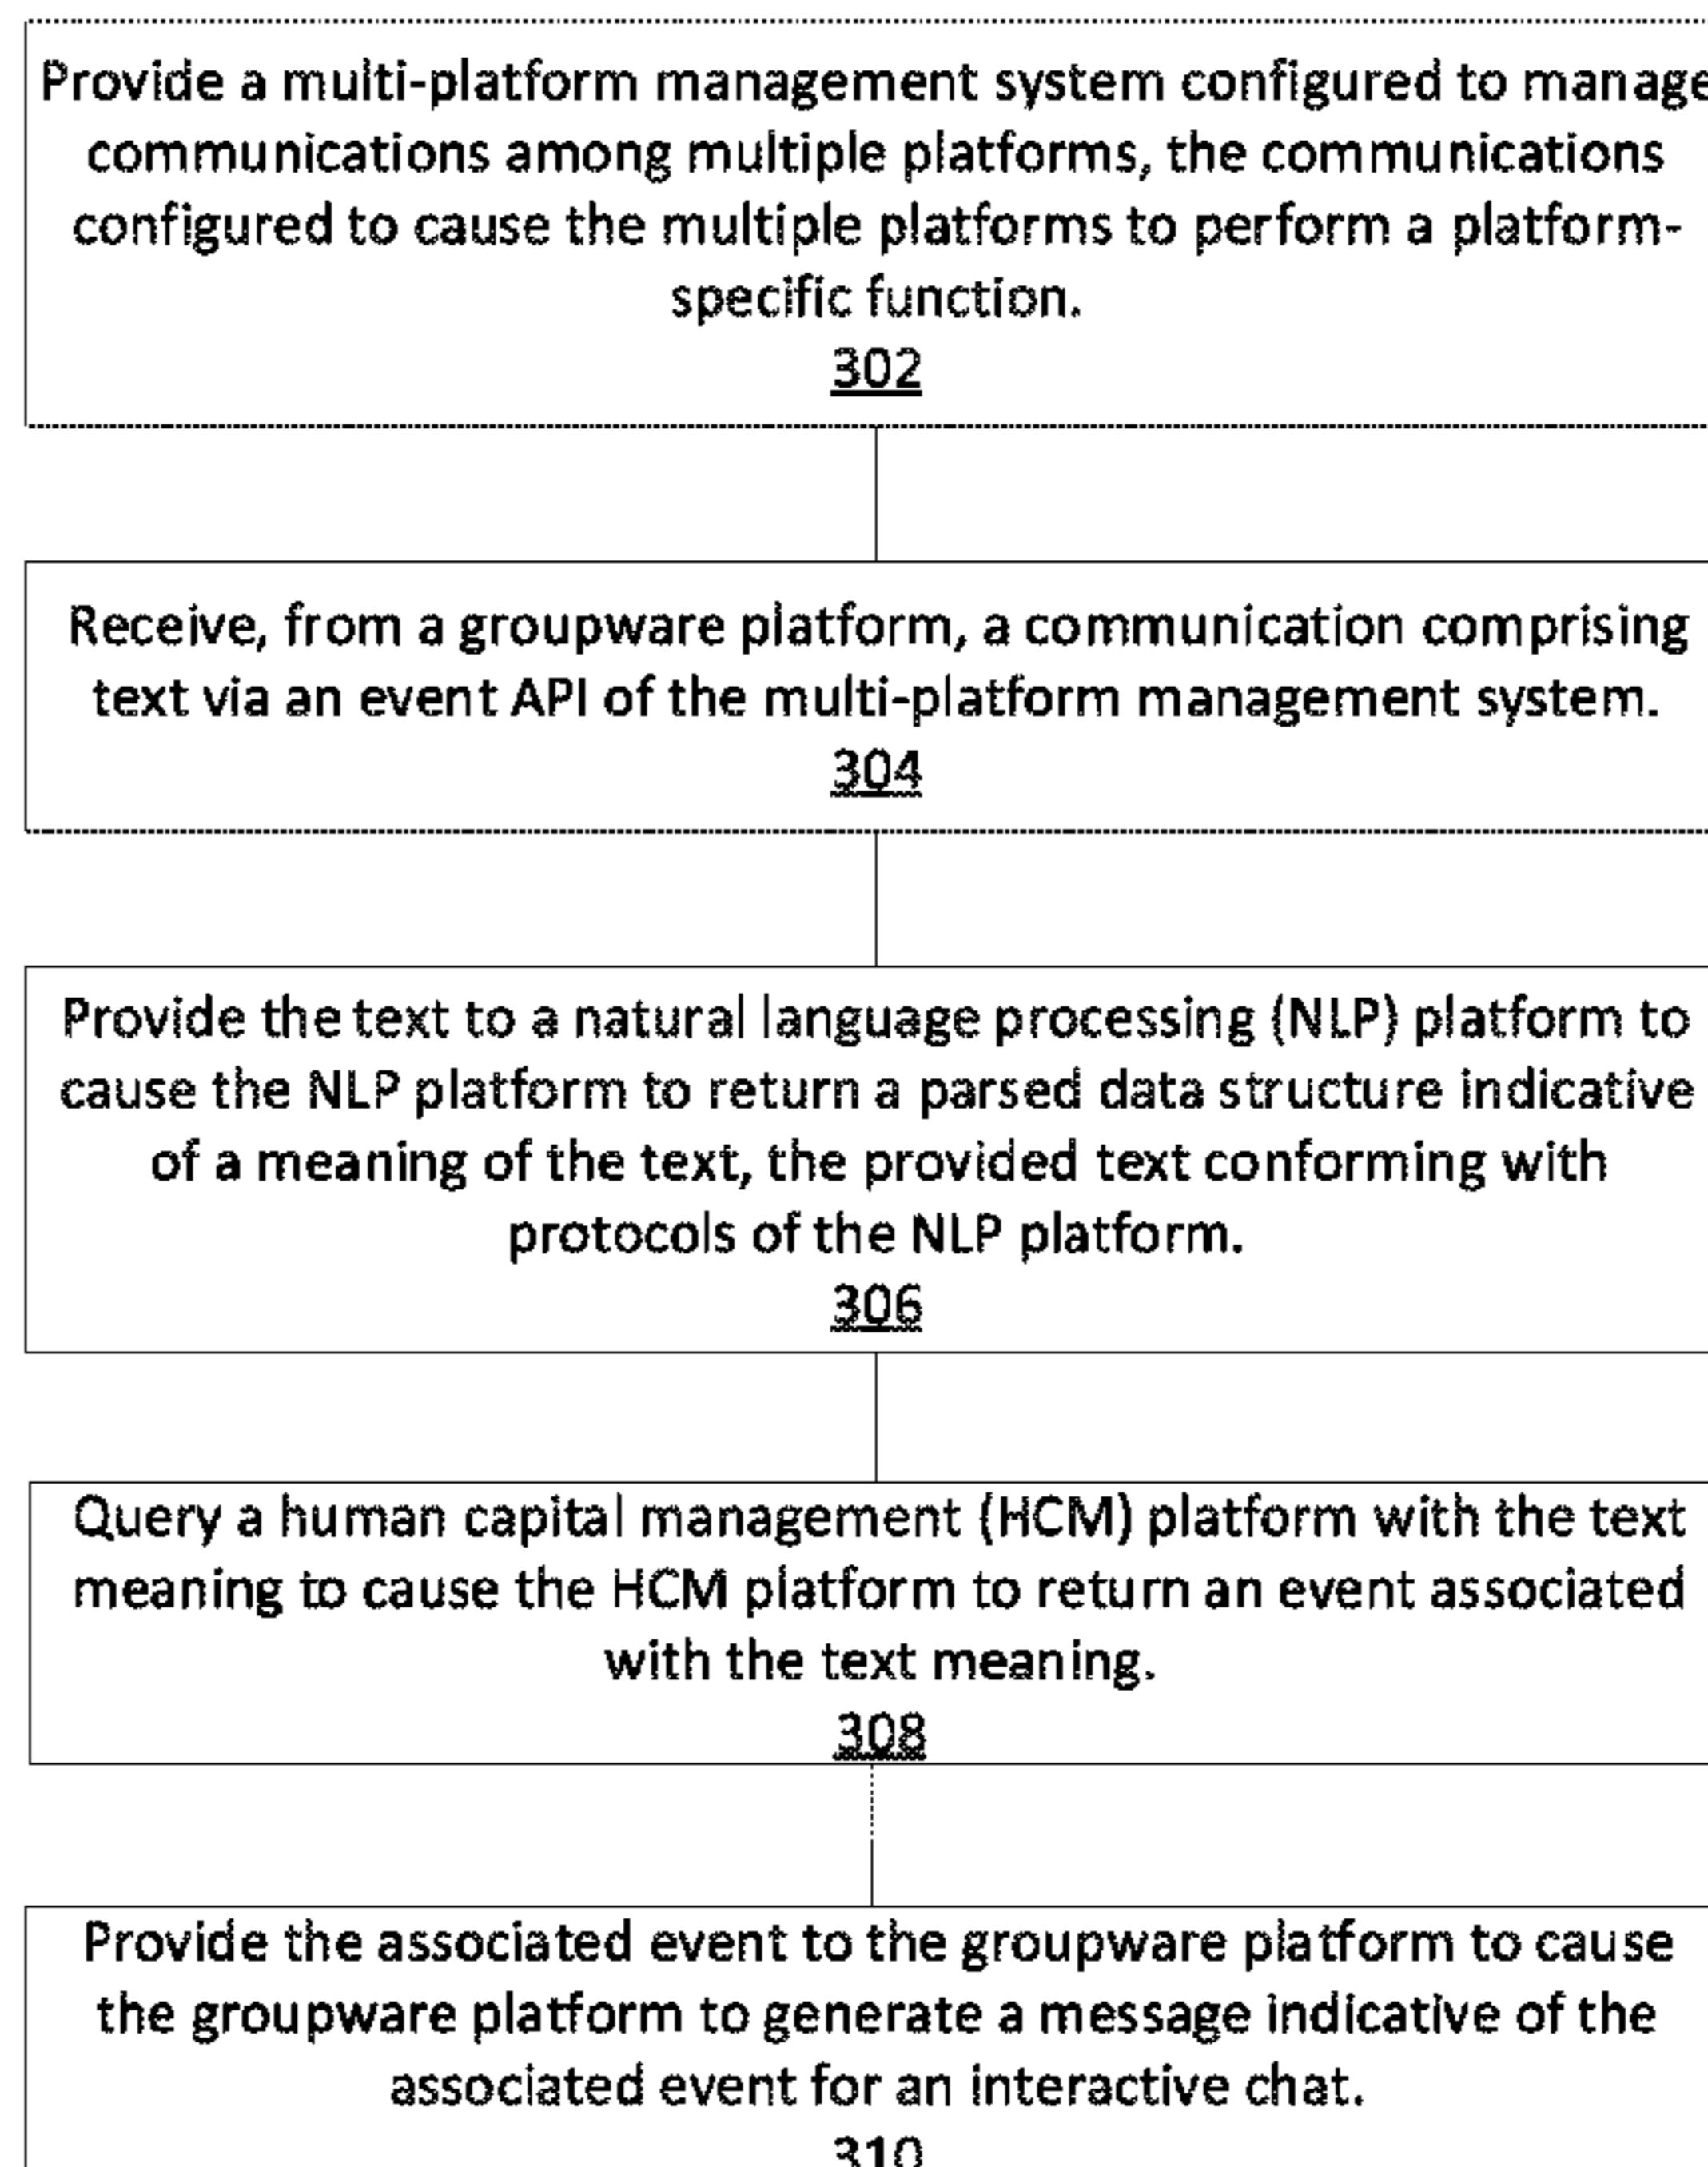 Provide a multi-platform management system configured to manage
communications among multiple platforms, the communications
configured to cause the multiple platforms to perform a platform-
specific function.
302
Receive, from a groupware platform, a communication comprising
text via an event API of the multi-platform management system.
304
Provide the text to a natural language processing (NLP) platform to
cause the NLP platform to return a parsed data structure indicative
of a meaning of the text, the provided text conforming with
protocols of the NLP platform.
306
Query a human capital management (HCM) platform with the text
meaning to cause the HCM platform to return an event associated
with the text meaning.
308
Provide the associated event to the groupware platform to cause
the groupware platform to generate a message indicative of the
associated event for an interactive chat.
310